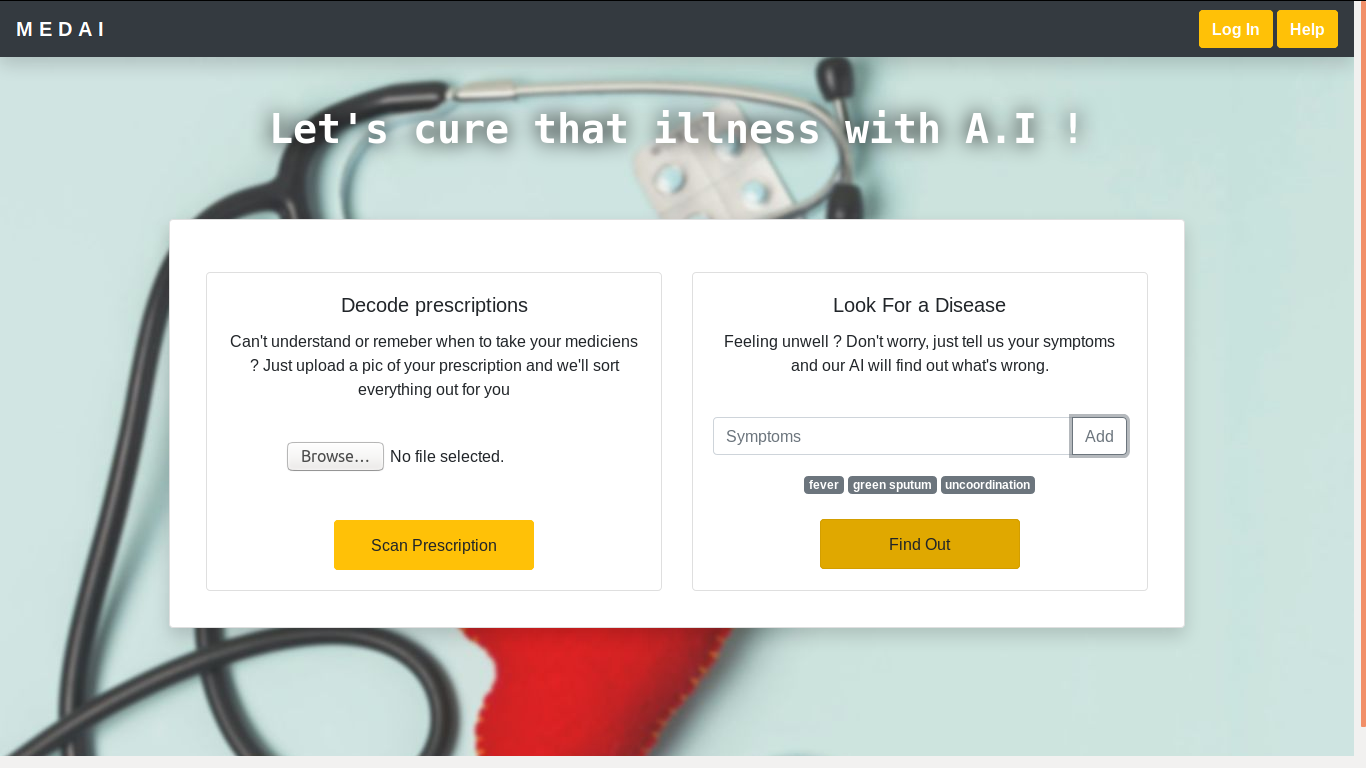 MEDAI
Log In
Help
Let's cure that illness with A.I !
Decode prescriptions
Can't understand or remeber when to take your mediciens
? Just upload a pic of your prescription and we'll sort
everything out for you
Browse...
No file selected.
Scan Prescription
Look For a Disease
Feeling unwell ? Don't worry, just tell us your symptoms
and our AI will find out what's wrong.
Symptoms
Add
fever green sputum uncoordination
Find Out